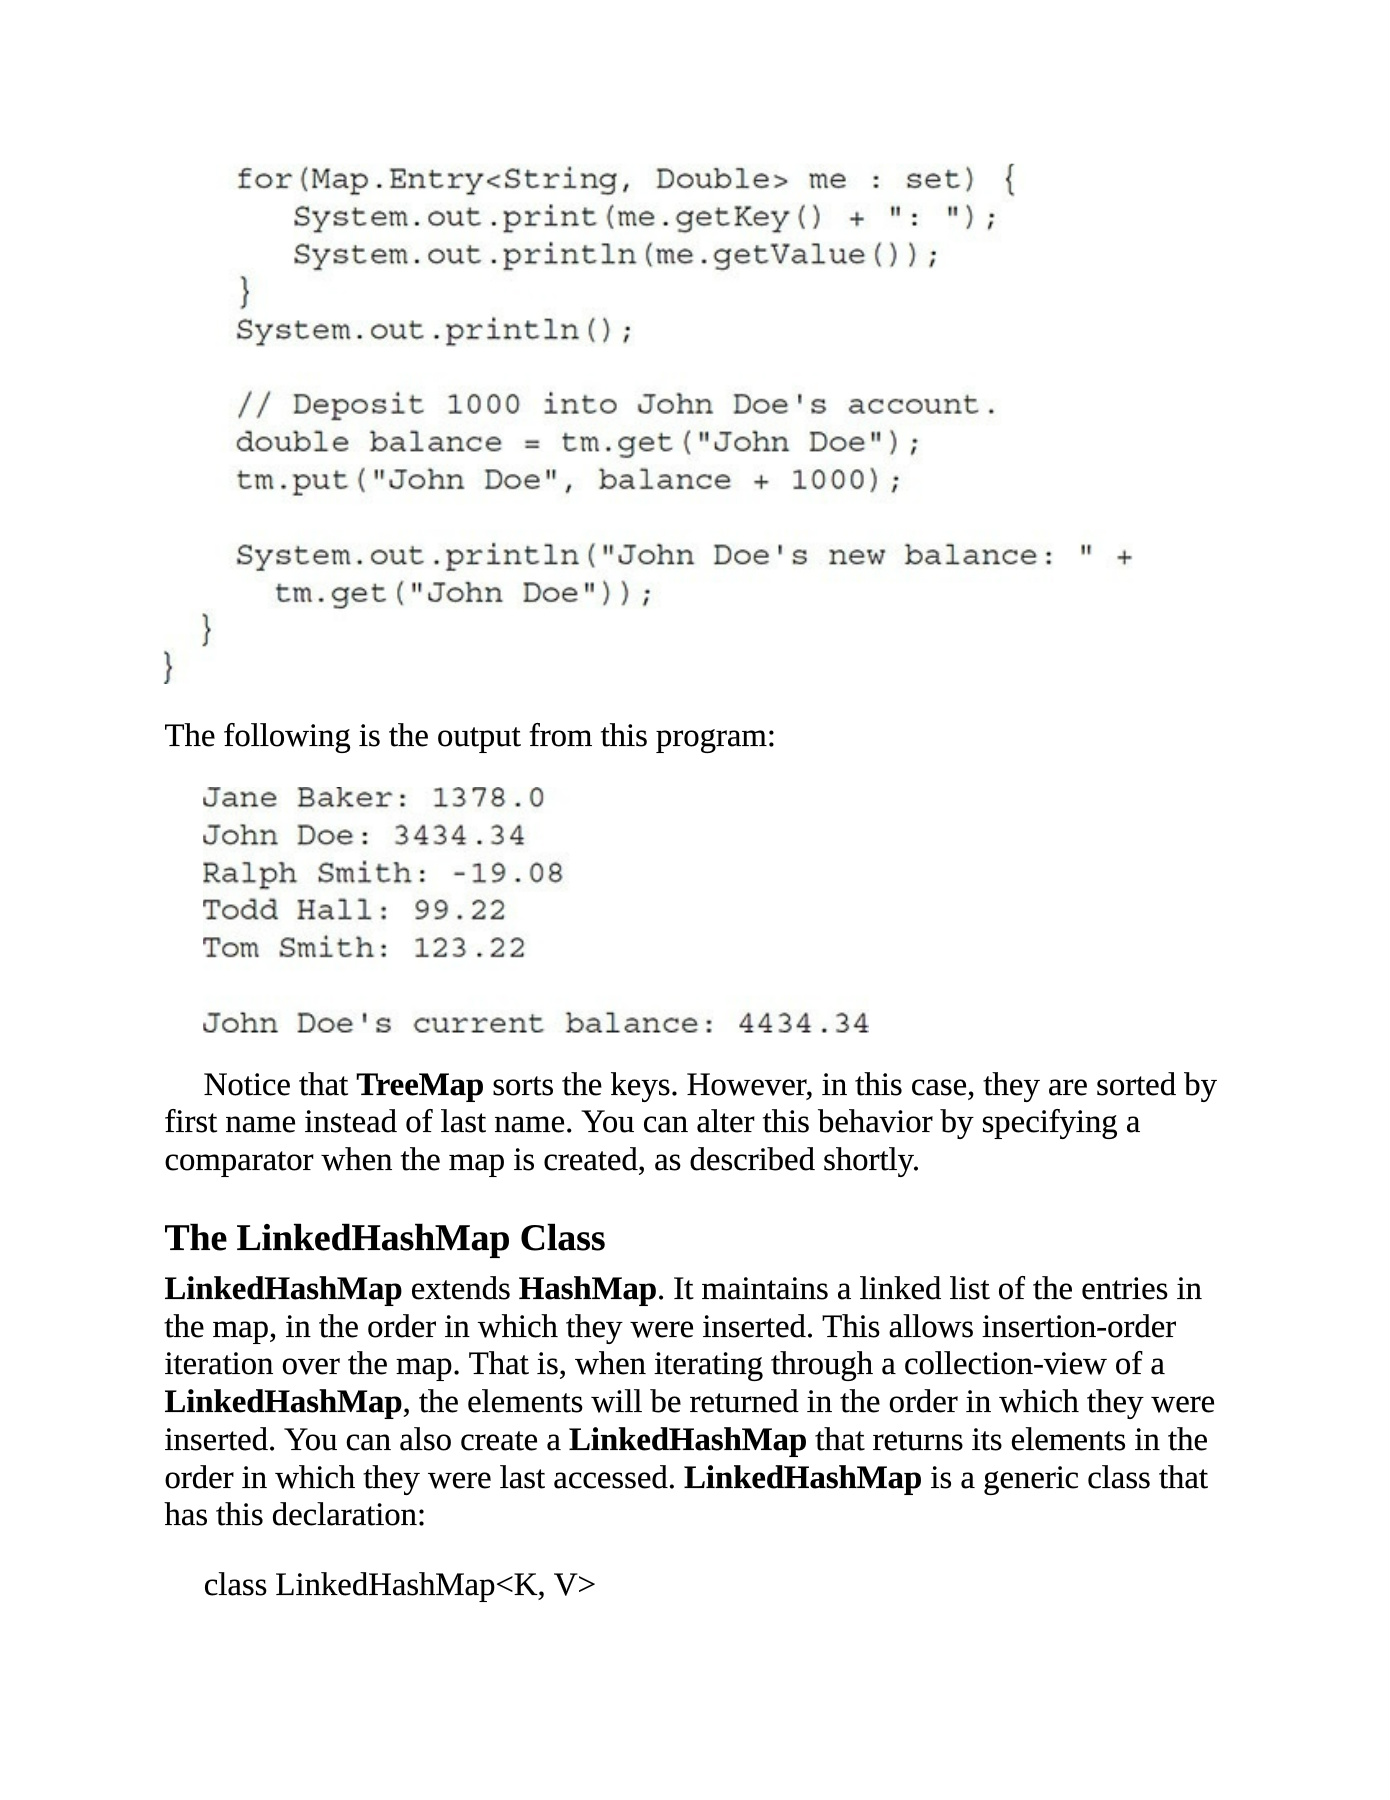 for(Map.Entry<String, Double> me : set) {
System.out.print(me.getKey() + ": ");
System.out.println(me.getValue());
}
System.out.println();
// Deposit 1000 into John Doe's account.
double balance = tm.get("John Doe");
tm.put("John Doe", balance + 1000);
System.out.println("John Doe's new balance: " +
tm.get("John Doe"));
}
}
The following is the output from this program:
Jane Baker: 1378.0
John Doe: 3434.34
Ralph Smith: -19.08
Todd Hall: 99.22
Tom Smith: 123.22
John Doe's current balance: 4434.34
Notice that TreeMap sorts the keys. However, in this case, they are sorted by
first name instead of last name. You can alter this behavior by specifying a
comparator when the map is created, as described shortly.
The LinkedHashMap Class
LinkedHashMap extends HashMap. It maintains a linked list of the entries in
the map, in the order in which they were inserted. This allows insertion-order
iteration over the map. That is, when iterating through a collection-view of a
LinkedHashMap, the elements will be returned in the order in which they were
inserted. You can also create a LinkedHashMap that returns its elements in the
order in which they were last accessed. LinkedHashMap is a generic class that
has this declaration:
class LinkedHashMap<K, V>